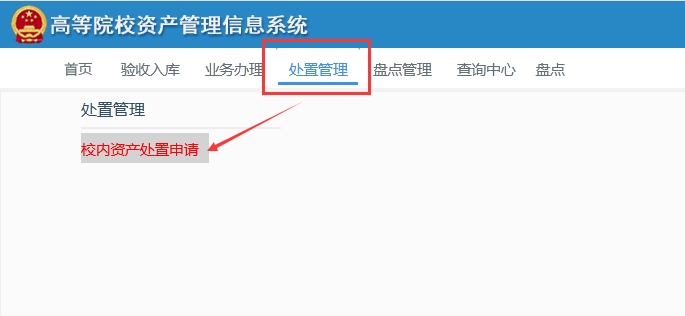 高等院校资产管理信息系统
首页 验收入库 业务办理 处置管理 盘点管理 查询中心 盘点
处置管理
校内资产处置申请